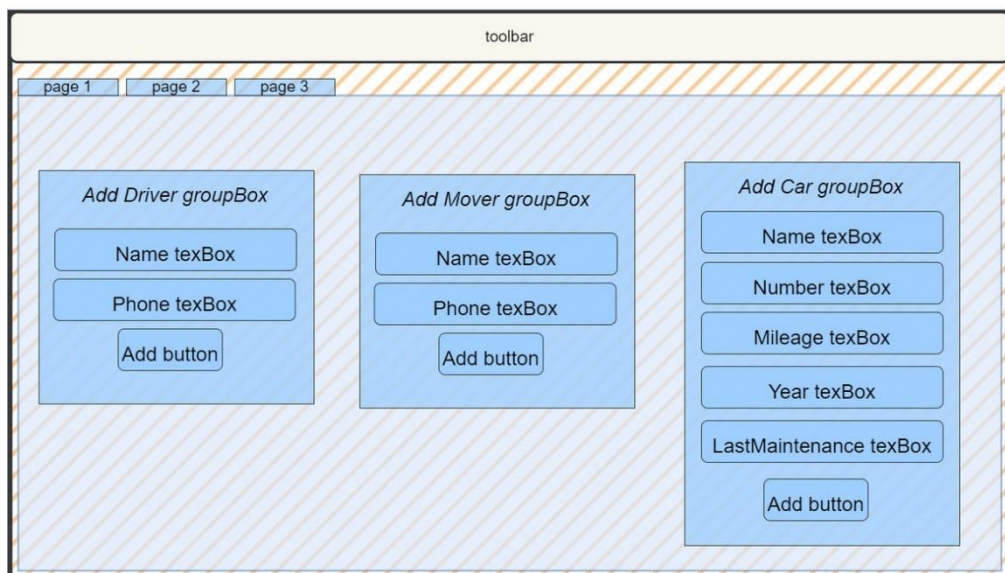 toolbar
page 1
page 2
page 3
Add Driver groupBox
Name texBox
Phone texBox
Add button
Add Mover groupBox
Name texBox
Phone texBox
Add button
Add Car groupBox
Name texBox
Number texBox
Mileage texBox
Year texBox
LastMaintenance texBox
Add button